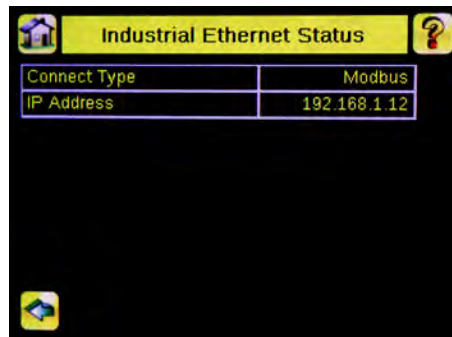 Industrial Ethernet Status
Connect Type Modbus
IP Address 192.168.1.12